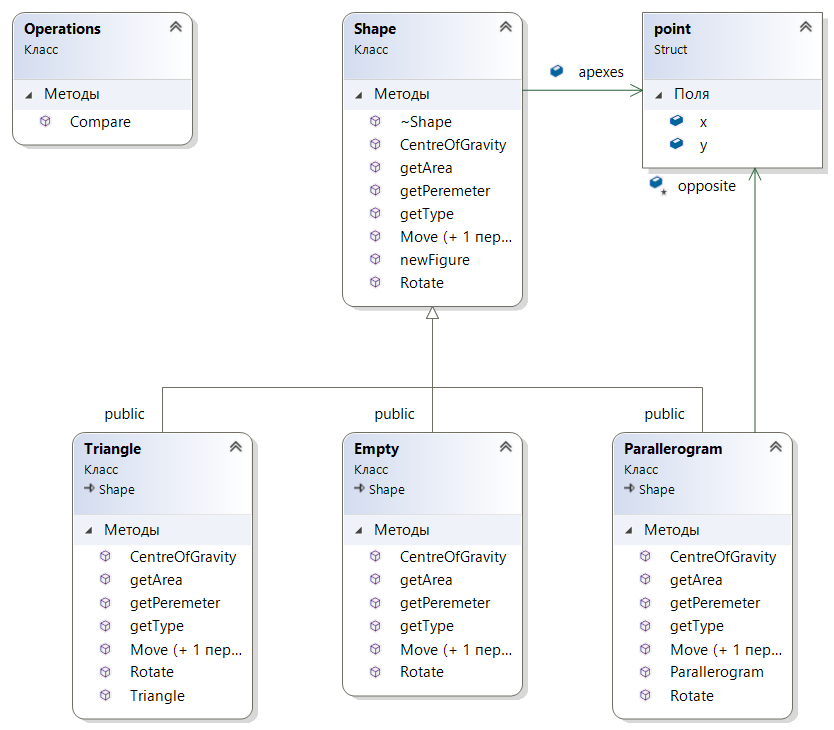 Operations
Класс
Методы
Compare
Shape
Класс
Методы
~Shape
CentreOfGravity
getArea
getPeremeter
getType
Move (+ 1 пер...
newFigure
Rotate
apexes
point
Struct
Поля
x
y
opposite
public
public
public
Triangle
Класс
Shape
Методы
CentreOfGravity
getArea
getPeremeter
getType
Move (+ 1 пер...
Rotate
Triangle
Empty
Класс
Shape
Методы
CentreOfGravity
getArea
getPeremeter
getType
Move (+ 1 пер...
Rotate
Parallerogram
Класс
Shape
Методы
CentreOfGravity
getArea
getPeremeter
getType
Move (+ 1 пер...
Parallerogram
Rotate